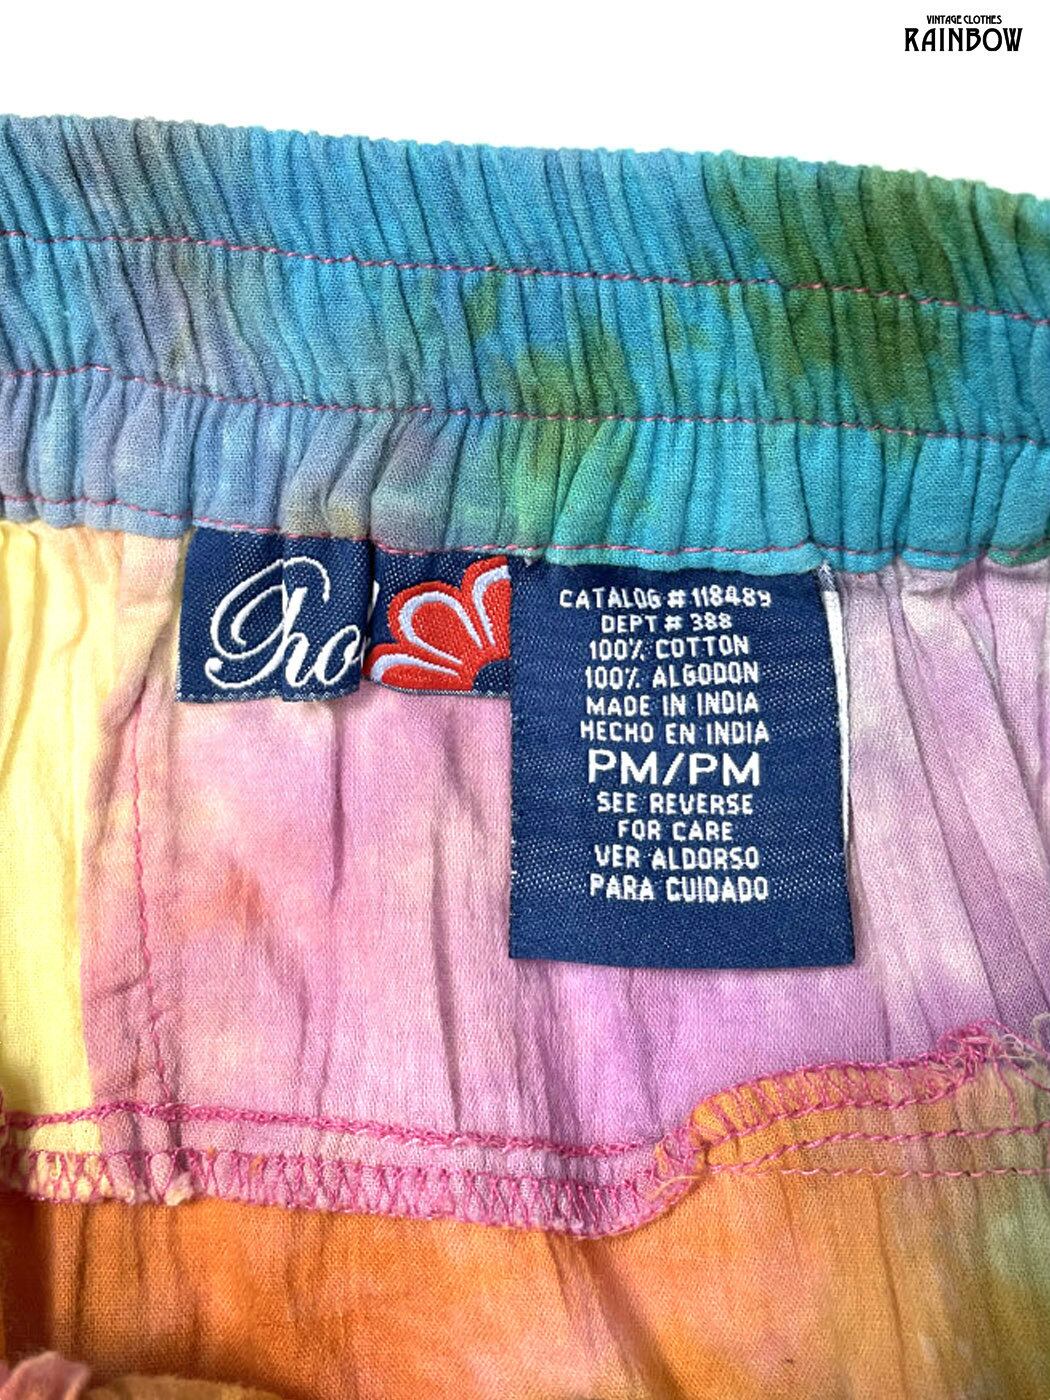 VINTAGE CLOTHES
RAINBOW
CATALOG # 118489
DEPT # 388
100% COTTON
100% ALGODON
MADE IN INDIA
HECHO EN INDIA
PM/PM
SEE REVERSE
FOR CARE
VER ALDORSO
PARA CUIDADO